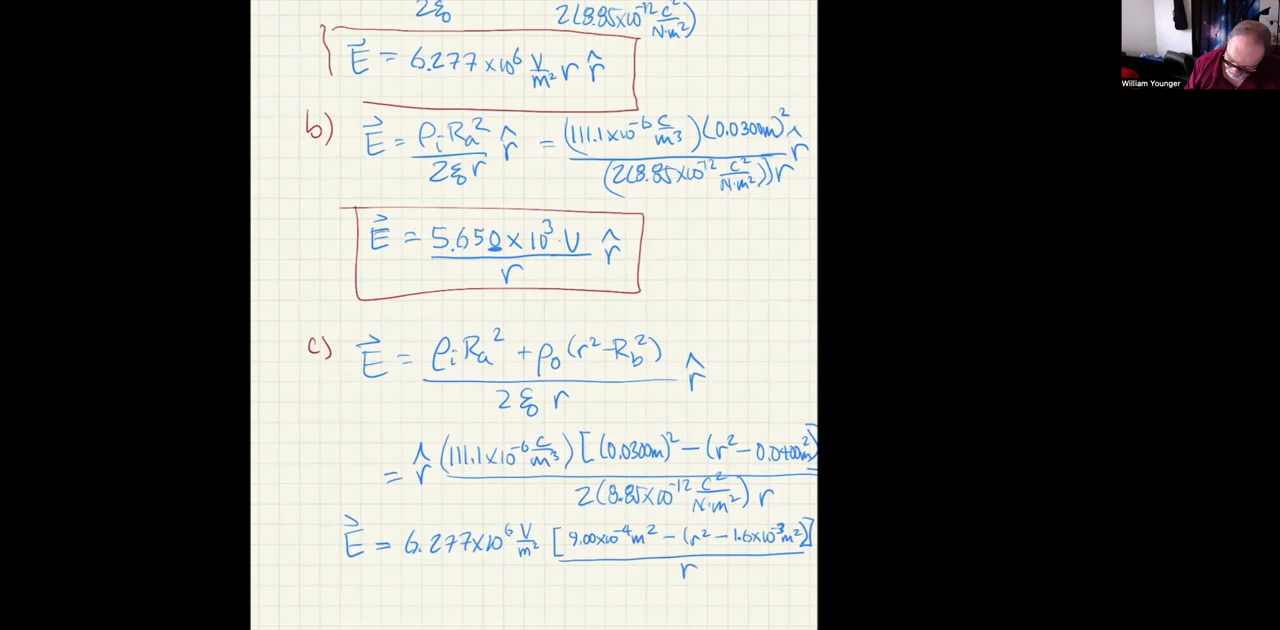 2ε₀ 2(8.85×10⁻¹² C²/N·m²)
E⃗ = 6.277×10⁶ V/m² r r̂
b) E⃗ = ρᵢRₐ²/2ε₀r r̂ = (111.1×10⁻⁶ C/m³)(0.0300m)²/(2(8.85×10⁻¹² C²/N·m²))r r̂
E⃗ = 5.650×10³·V/r r̂
c) E⃗ = ρᵢRₐ² + ρ₀(r²-R_b²)/2ε₀ r r̂
= r̂ (111.1×10⁻⁶ C/m³)[(0.0300m)² - (r² - 0.0400m²)]/2(8.85×10⁻¹² C²/N·m²) r
E⃗ = 6.277×10⁶ V/m² [9.00×10⁻⁴m² - (r² - 1.6×10⁻³m²)]/r
William Younger